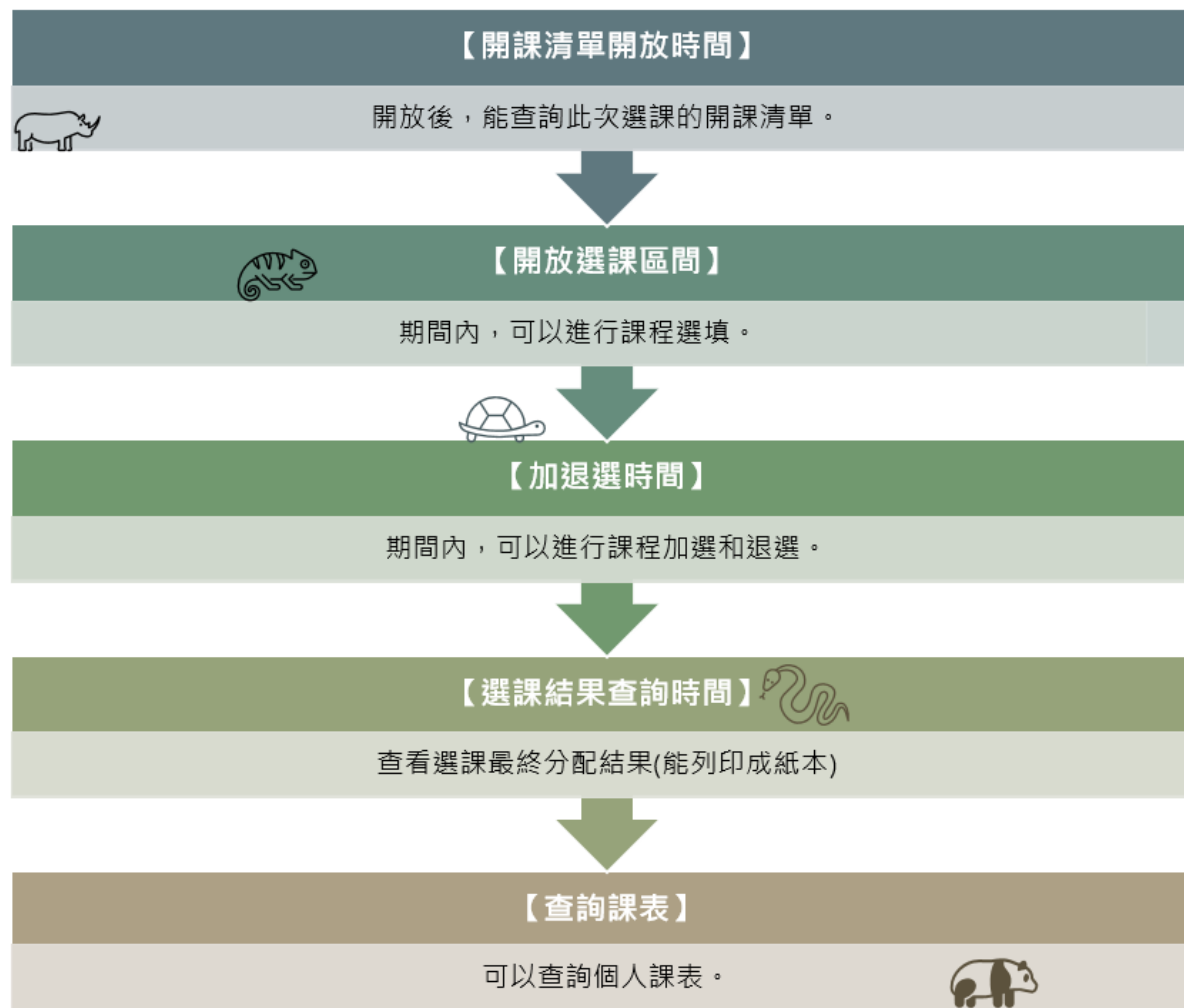 【開課清單開放時間】
開放後，能查詢此次選課的開課清單。
【開放選課區間】
期間內，可以進行課程選填。
【加退選時間】
期間內，可以進行課程加選和退選。
【選課結果查詢時間】
查看選課最終分配結果(能列印成紙本)
【查詢課表】
可以查詢個人課表。